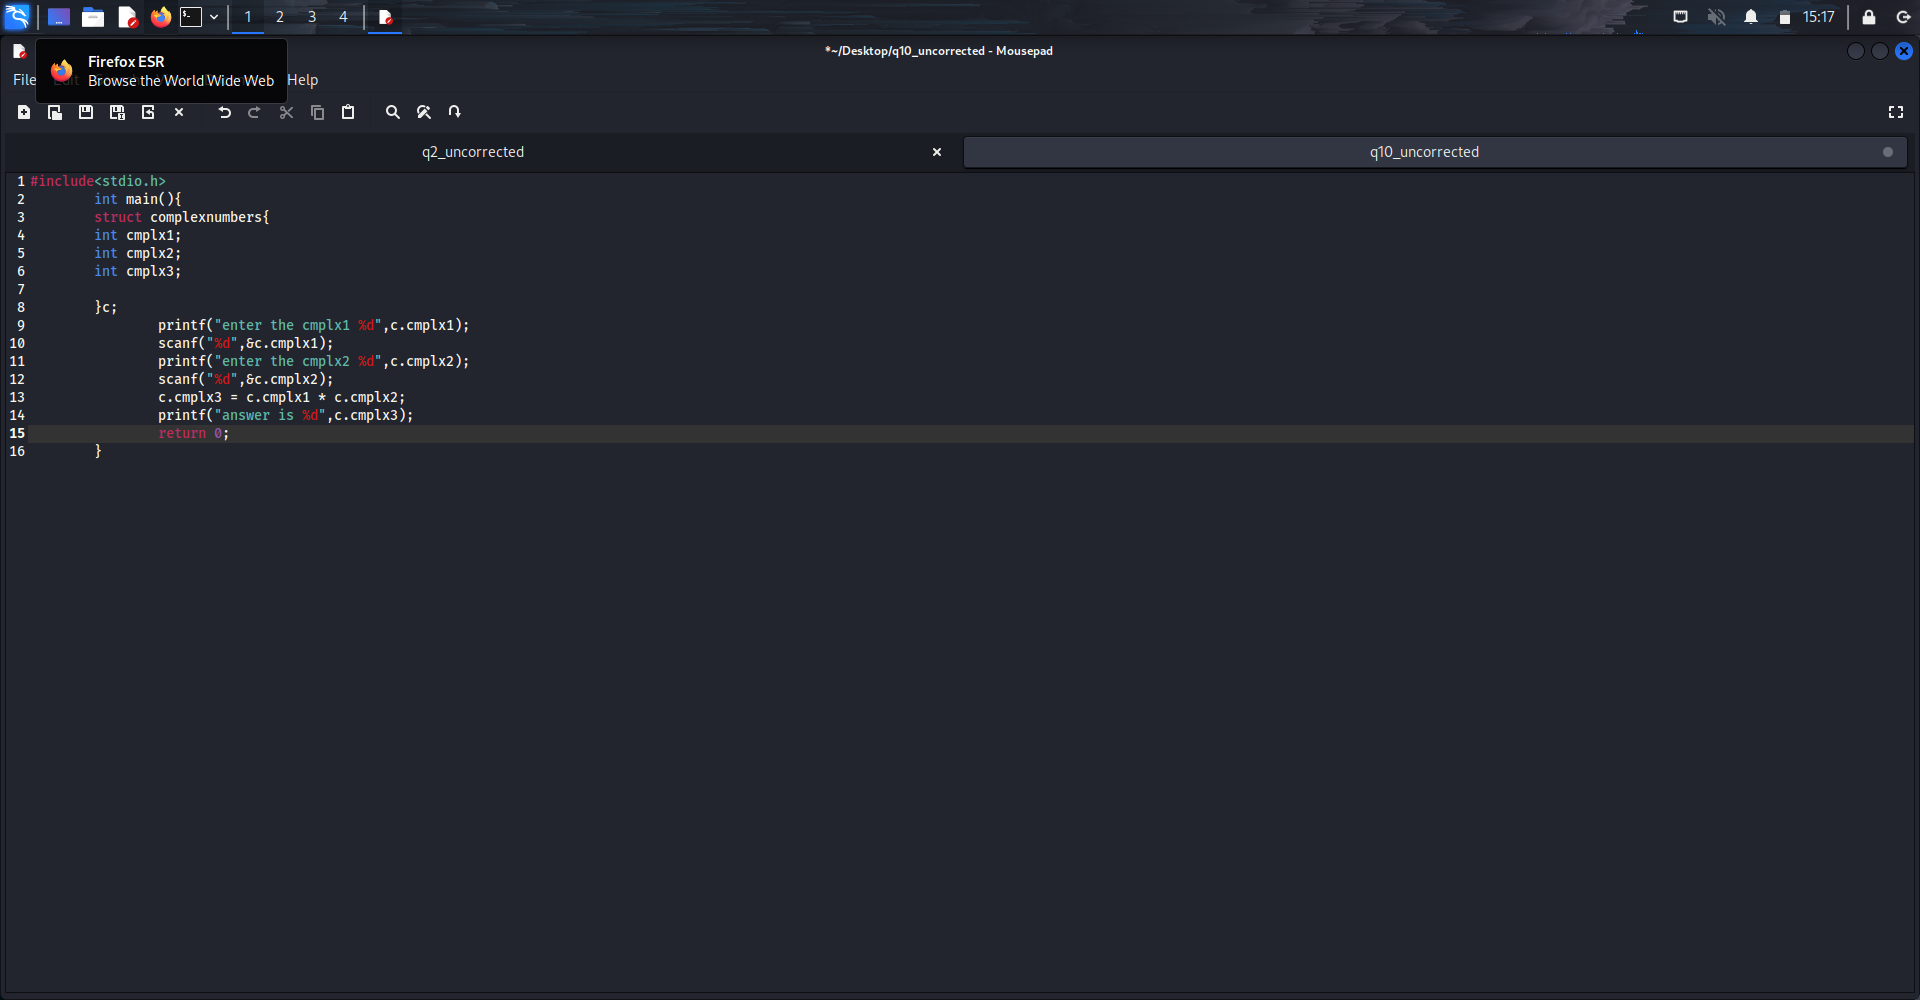 1 2 3 4 15:17
*~/Desktop/q10_uncorrected - Mousepad
Firefox ESR
Browse the World Wide Web
File Edit Help
q2_uncorrected q10_uncorrected
1 #include<stdio.h>
2 int main(){
3 struct complexnumbers{
4 int cmplx1;
5 int cmplx2;
6 int cmplx3;
7
8 }c;
9 printf("enter the cmplx1 %d",c.cmplx1);
10 scanf("%d",&c.cmplx1);
11 printf("enter the cmplx2 %d",c.cmplx2);
12 scanf("%d",&c.cmplx2);
13 c.cmplx3 = c.cmplx1 * c.cmplx2;
14 printf("answer is %d",c.cmplx3);
15 return 0;
16 }